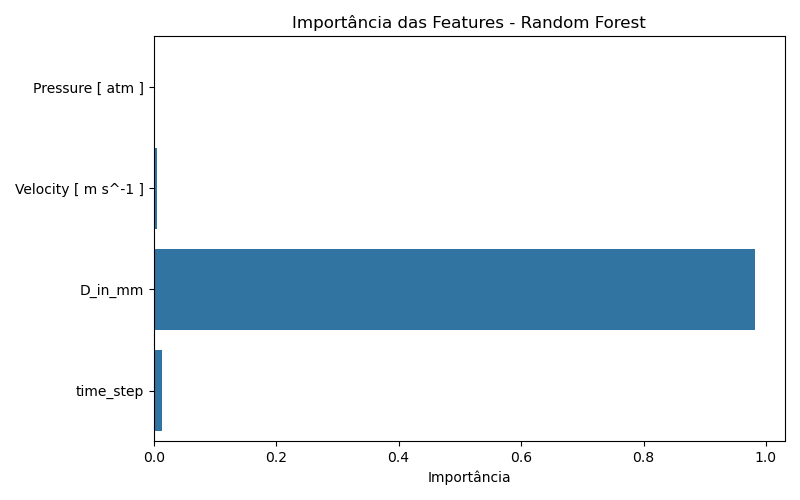 Importância das Features - Random Forest
Pressure [ atm ]
Velocity [ m s^-1 ]
D_in_mm
time_step
0.0 0.2 0.4 0.6 0.8 1.0
Importância